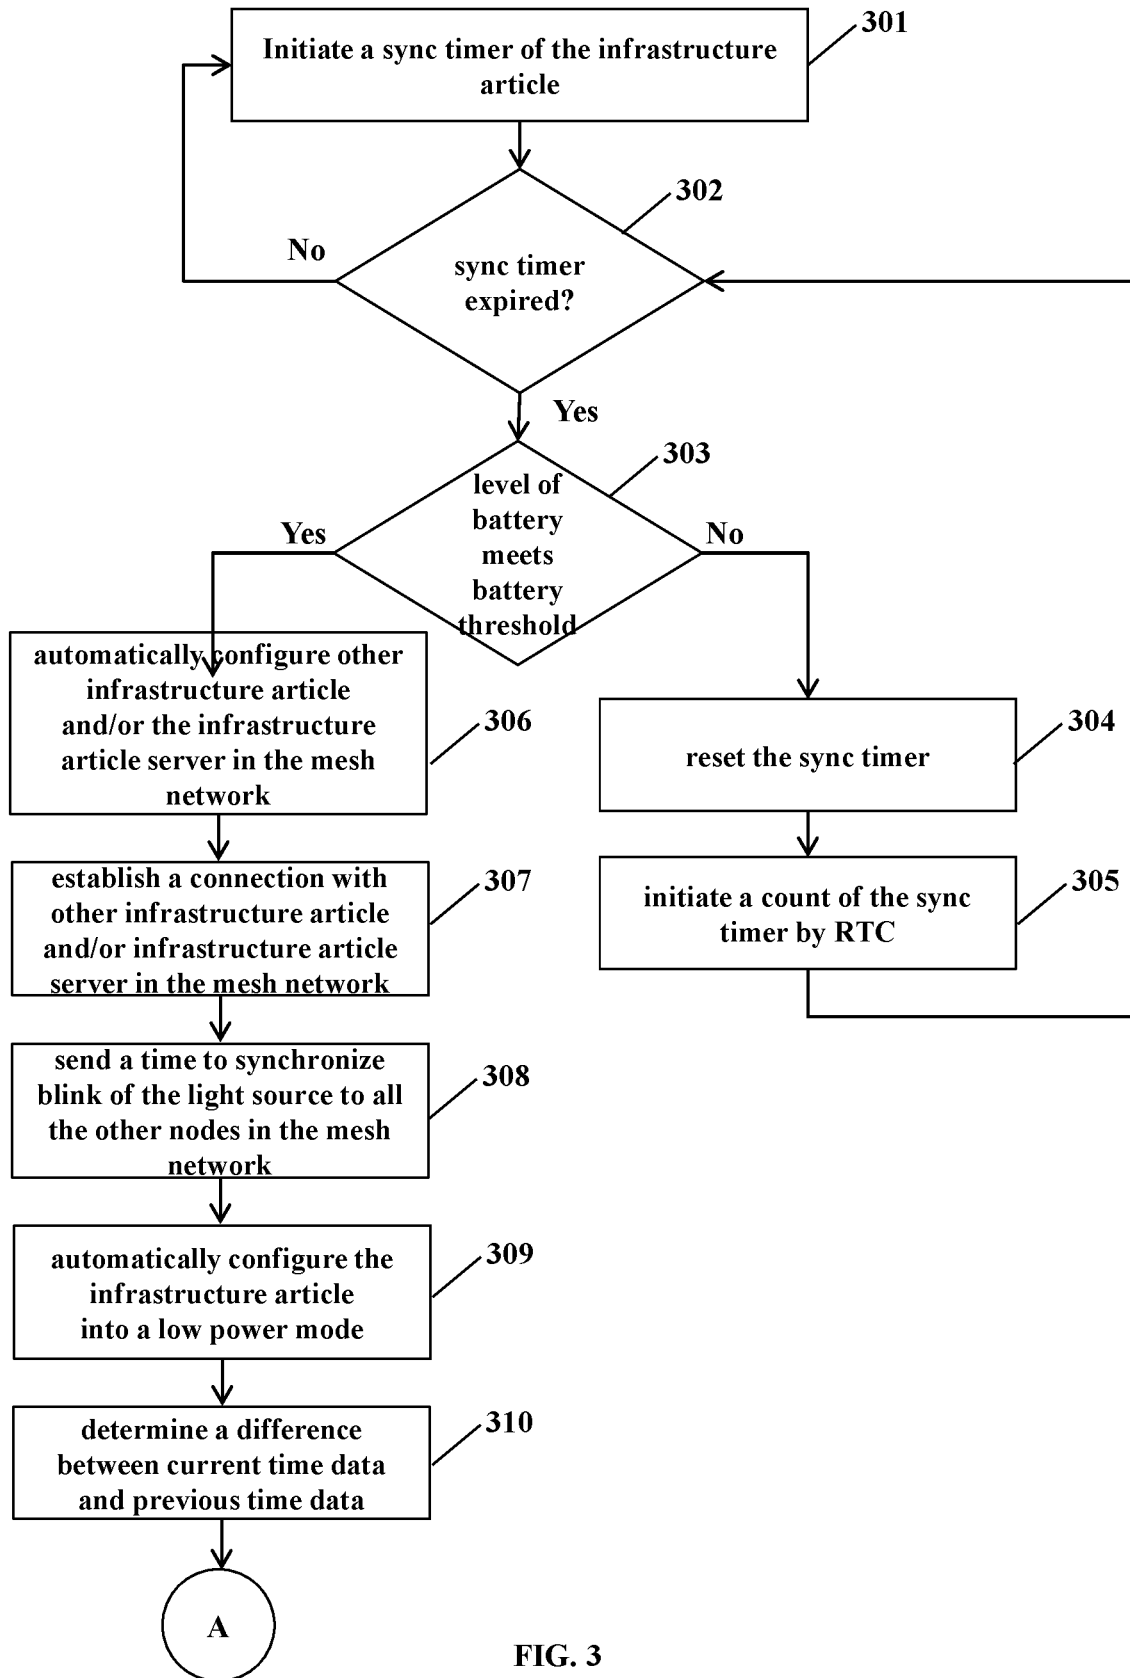 Initiate a sync timer of the infrastructure
article
301
302
No
sync timer
expired?
Yes
303
level of
battery
meets
battery
threshold
Yes
No
automatically configure other
infrastructure article
and/or the infrastructure
article server in the mesh
network
306
reset the sync timer
304
establish a connection with
other infrastructure article
and/or infrastructure article
server in the mesh network
307
initiate a count of the sync
timer by RTC
305
send a time to synchronize
blink of the light source to all
the other nodes in the mesh
network
308
automatically configure the
infrastructure article
into a low power mode
309
determine a difference
between current time data
and previous time data
310
A
FIG. 3